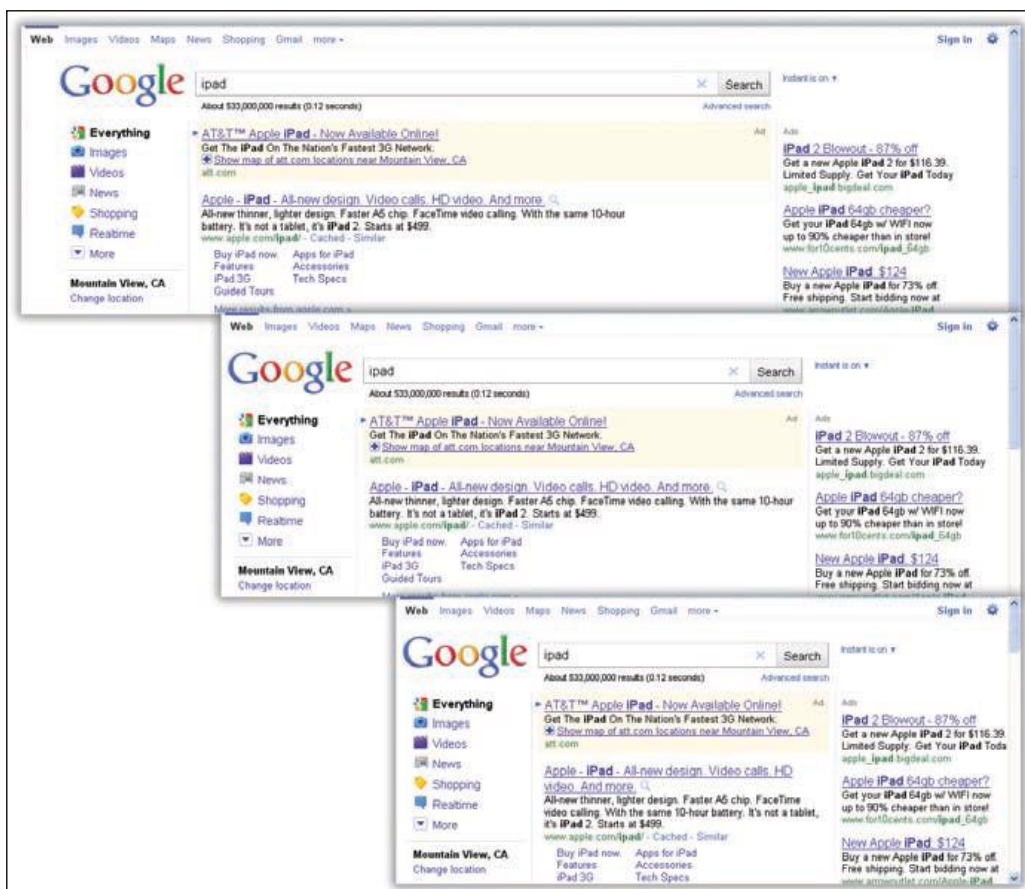 Web Images Videos Maps News Shopping Gmail more Sign in
Google ipad Search Instant is on
About 533,000,000 results (0.12 seconds) Advanced search
Everything
Images
Videos
News
Shopping
Realtime
More
Mountain View, CA
Change location
AT&T™ Apple iPad - Now Available Online! Ad
Get The iPad On The Nation's Fastest 3G Network.
Show map of att.com locations near Mountain View, CA
att.com
Apple - iPad - All-new design. Video calls. HD video. And more.
All-new thinner, lighter design. Faster A5 chip. FaceTime video calling. With the same 10-hour
battery. It's not a tablet, it's iPad 2. Starts at $499.
www.apple.com/ipad/ - Cached - Similar
Buy iPad now. Apps for iPad
Features Accessories
iPad 3G Tech Specs
Guided Tours
More results from apple.com »
Ads
iPad 2 Blowout - 87% off
Get a new Apple iPad 2 for $116.39.
Limited Supply. Get Your iPad Today
apple_ipad.bigdeal.com
Apple iPad 64gb cheaper?
Get your iPad 64gb w/ WIFI now
up to 90% cheaper than in store!
www.for10cents.com/ipad_64gb
New Apple iPad: $124
Buy a new Apple iPad for 73% off.
Free shipping. Start bidding now at
Web Images Videos Maps News Shopping Gmail more Sign in
Google ipad Search Instant is on
About 533,000,000 results (0.12 seconds) Advanced search
Everything
Images
Videos
News
Shopping
Realtime
More
Mountain View, CA
Change location
AT&T™ Apple iPad - Now Available Online! Ad
Get The iPad On The Nation's Fastest 3G Network.
Show map of att.com locations near Mountain View, CA
att.com
Apple - iPad - All-new design. Video calls. HD video. And more.
All-new thinner, lighter design. Faster A5 chip. FaceTime video calling. With the same 10-hour
battery. It's not a tablet, it's iPad 2. Starts at $499.
www.apple.com/ipad/ - Cached - Similar
Buy iPad now. Apps for iPad
Features Accessories
iPad 3G Tech Specs
Guided Tours
Ads
iPad 2 Blowout - 87% off
Get a new Apple iPad 2 for $116.39.
Limited Supply. Get Your iPad Today
apple_ipad.bigdeal.com
Apple iPad 64gb cheaper?
Get your iPad 64gb w/ WIFI now
up to 90% cheaper than in store!
www.for10cents.com/ipad_64gb
New Apple iPad: $124
Buy a new Apple iPad for 73% off.
Free shipping. Start bidding now at
Web Images Videos Maps News Shopping Gmail more Sign in
Google ipad Search Instant is on
About 533,000,000 results (0.12 seconds) Advanced search
Everything
Images
Videos
News
Shopping
Realtime
More
Mountain View, CA
Change location
AT&T™ Apple iPad - Now Available Online! Ad
Get The iPad On The Nation's Fastest 3G Network.
Show map of att.com locations near Mountain View, CA
att.com
Apple - iPad - All-new design. Video calls. HD
video. And more.
All-new thinner, lighter design. Faster A5 chip. FaceTime
video calling. With the same 10-hour battery. It's not a tablet,
it's iPad 2. Starts at $499.
www.apple.com/ipad/ - Cached - Similar
Buy iPad now. Apps for iPad
Features Accessories
iPad 3G Tech Specs
Ads
iPad 2 Blowout - 87% off
Get a new Apple iPad 2 for $116.39.
Limited Supply. Get Your iPad Toda
apple_ipad.bigdeal.com
Apple iPad 64gb cheaper?
Get your iPad 64gb w/ WIFI now
up to 90% cheaper than in store!
www.for10cents.com/ipad_64gb
New Apple iPad: $124
Buy a new Apple iPad for 73% off.
Free shipping. Start bidding now at